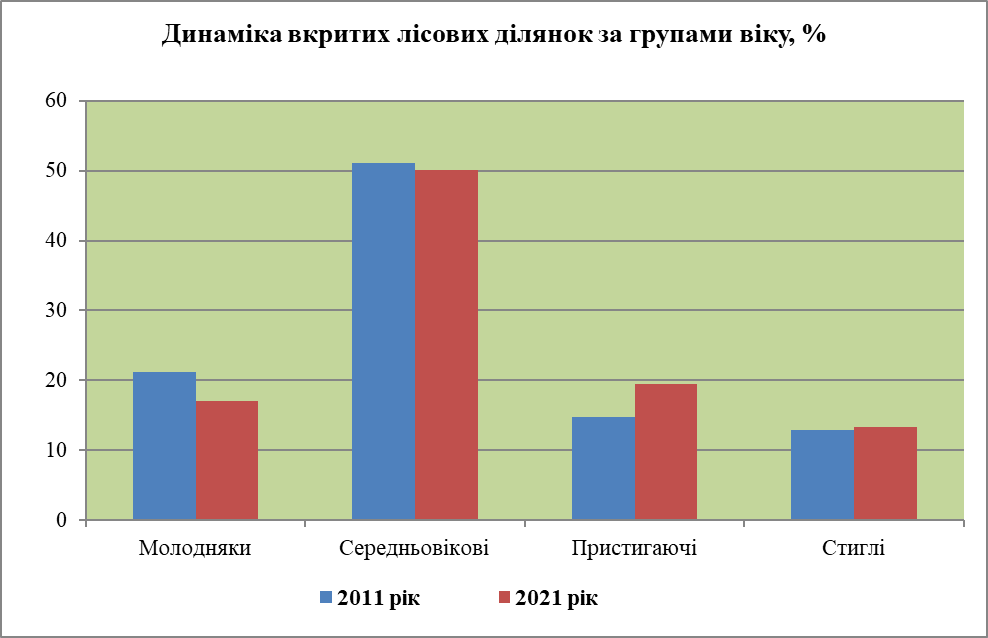 Динаміка вкритих лісових ділянок за групами віку, %
60
50
40
30
20
10
0
Молодняки Середньовікові Пристигаючі Стиглі
2011 рік 2021 рік